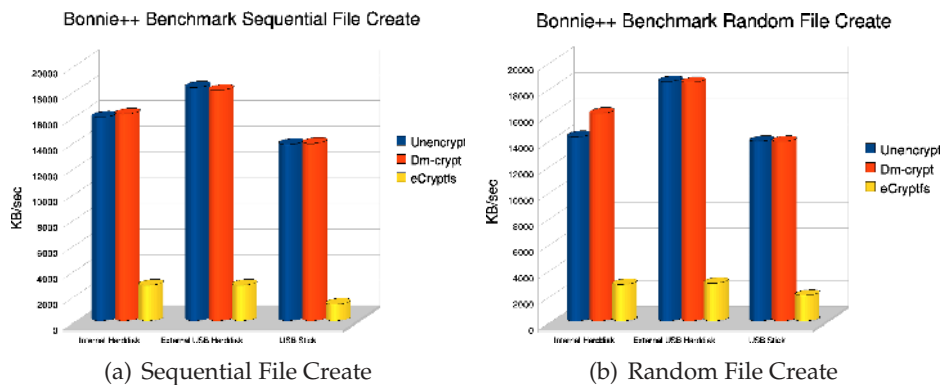 Bonnie++ Benchmark Sequential File Create
20000
18000
16000
14000
12000
10000
8000
6000
4000
2000
0
KB/sec
Internal Harddisk
External USB Harddisk
USB Stick
Unencrypt
Dm-crypt
eCryptfs
(a) Sequential File Create
Bonnie++ Benchmark Random File Create
20000
18000
16000
14000
12000
10000
8000
6000
4000
2000
0
KB/sec
Internal Harddisk
External USB Harddisk
USB Stick
Unencrypt
Dm-crypt
eCryptfs
(b) Random File Create